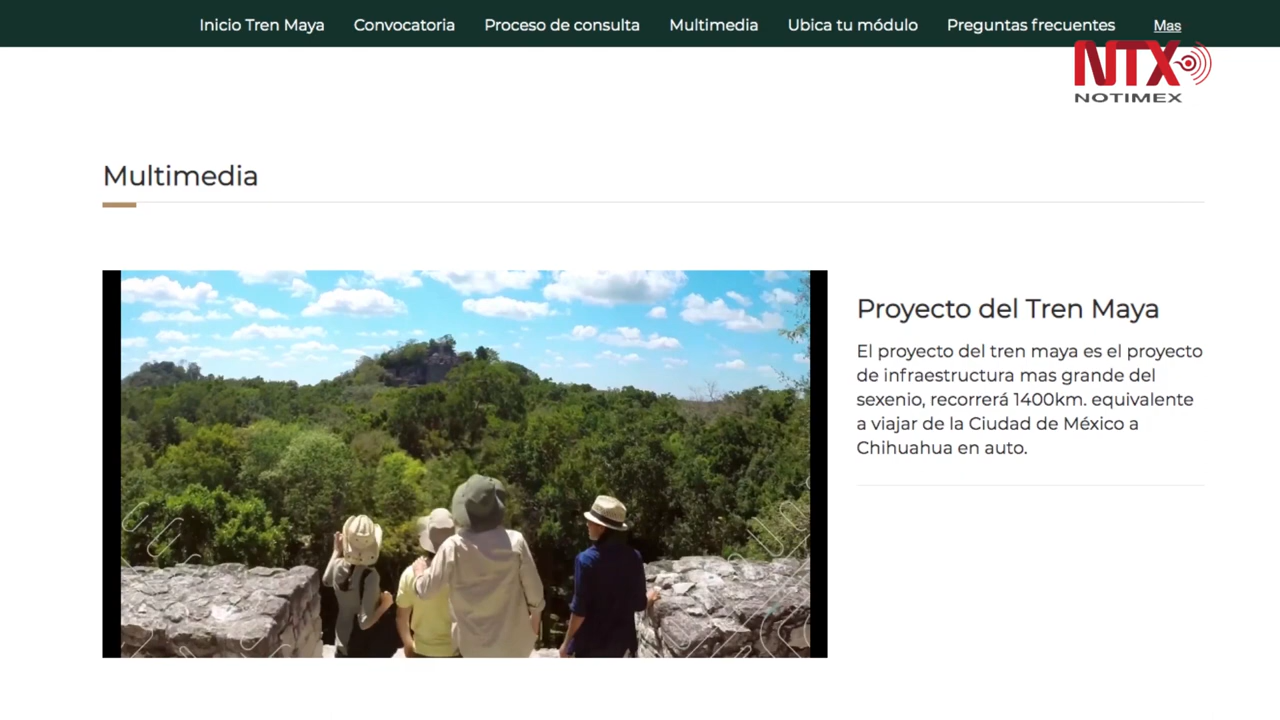 Inicio Tren Maya Convocatoria Proceso de consulta Multimedia Ubica tu módulo Preguntas frecuentes Mas
NTX
NOTIMEX
Multimedia
Proyecto del Tren Maya
El proyecto del tren maya es el proyecto
de infraestructura mas grande del
sexenio, recorrerá 1400km. equivalente
a viajar de la Ciudad de México a
Chihuahua en auto.